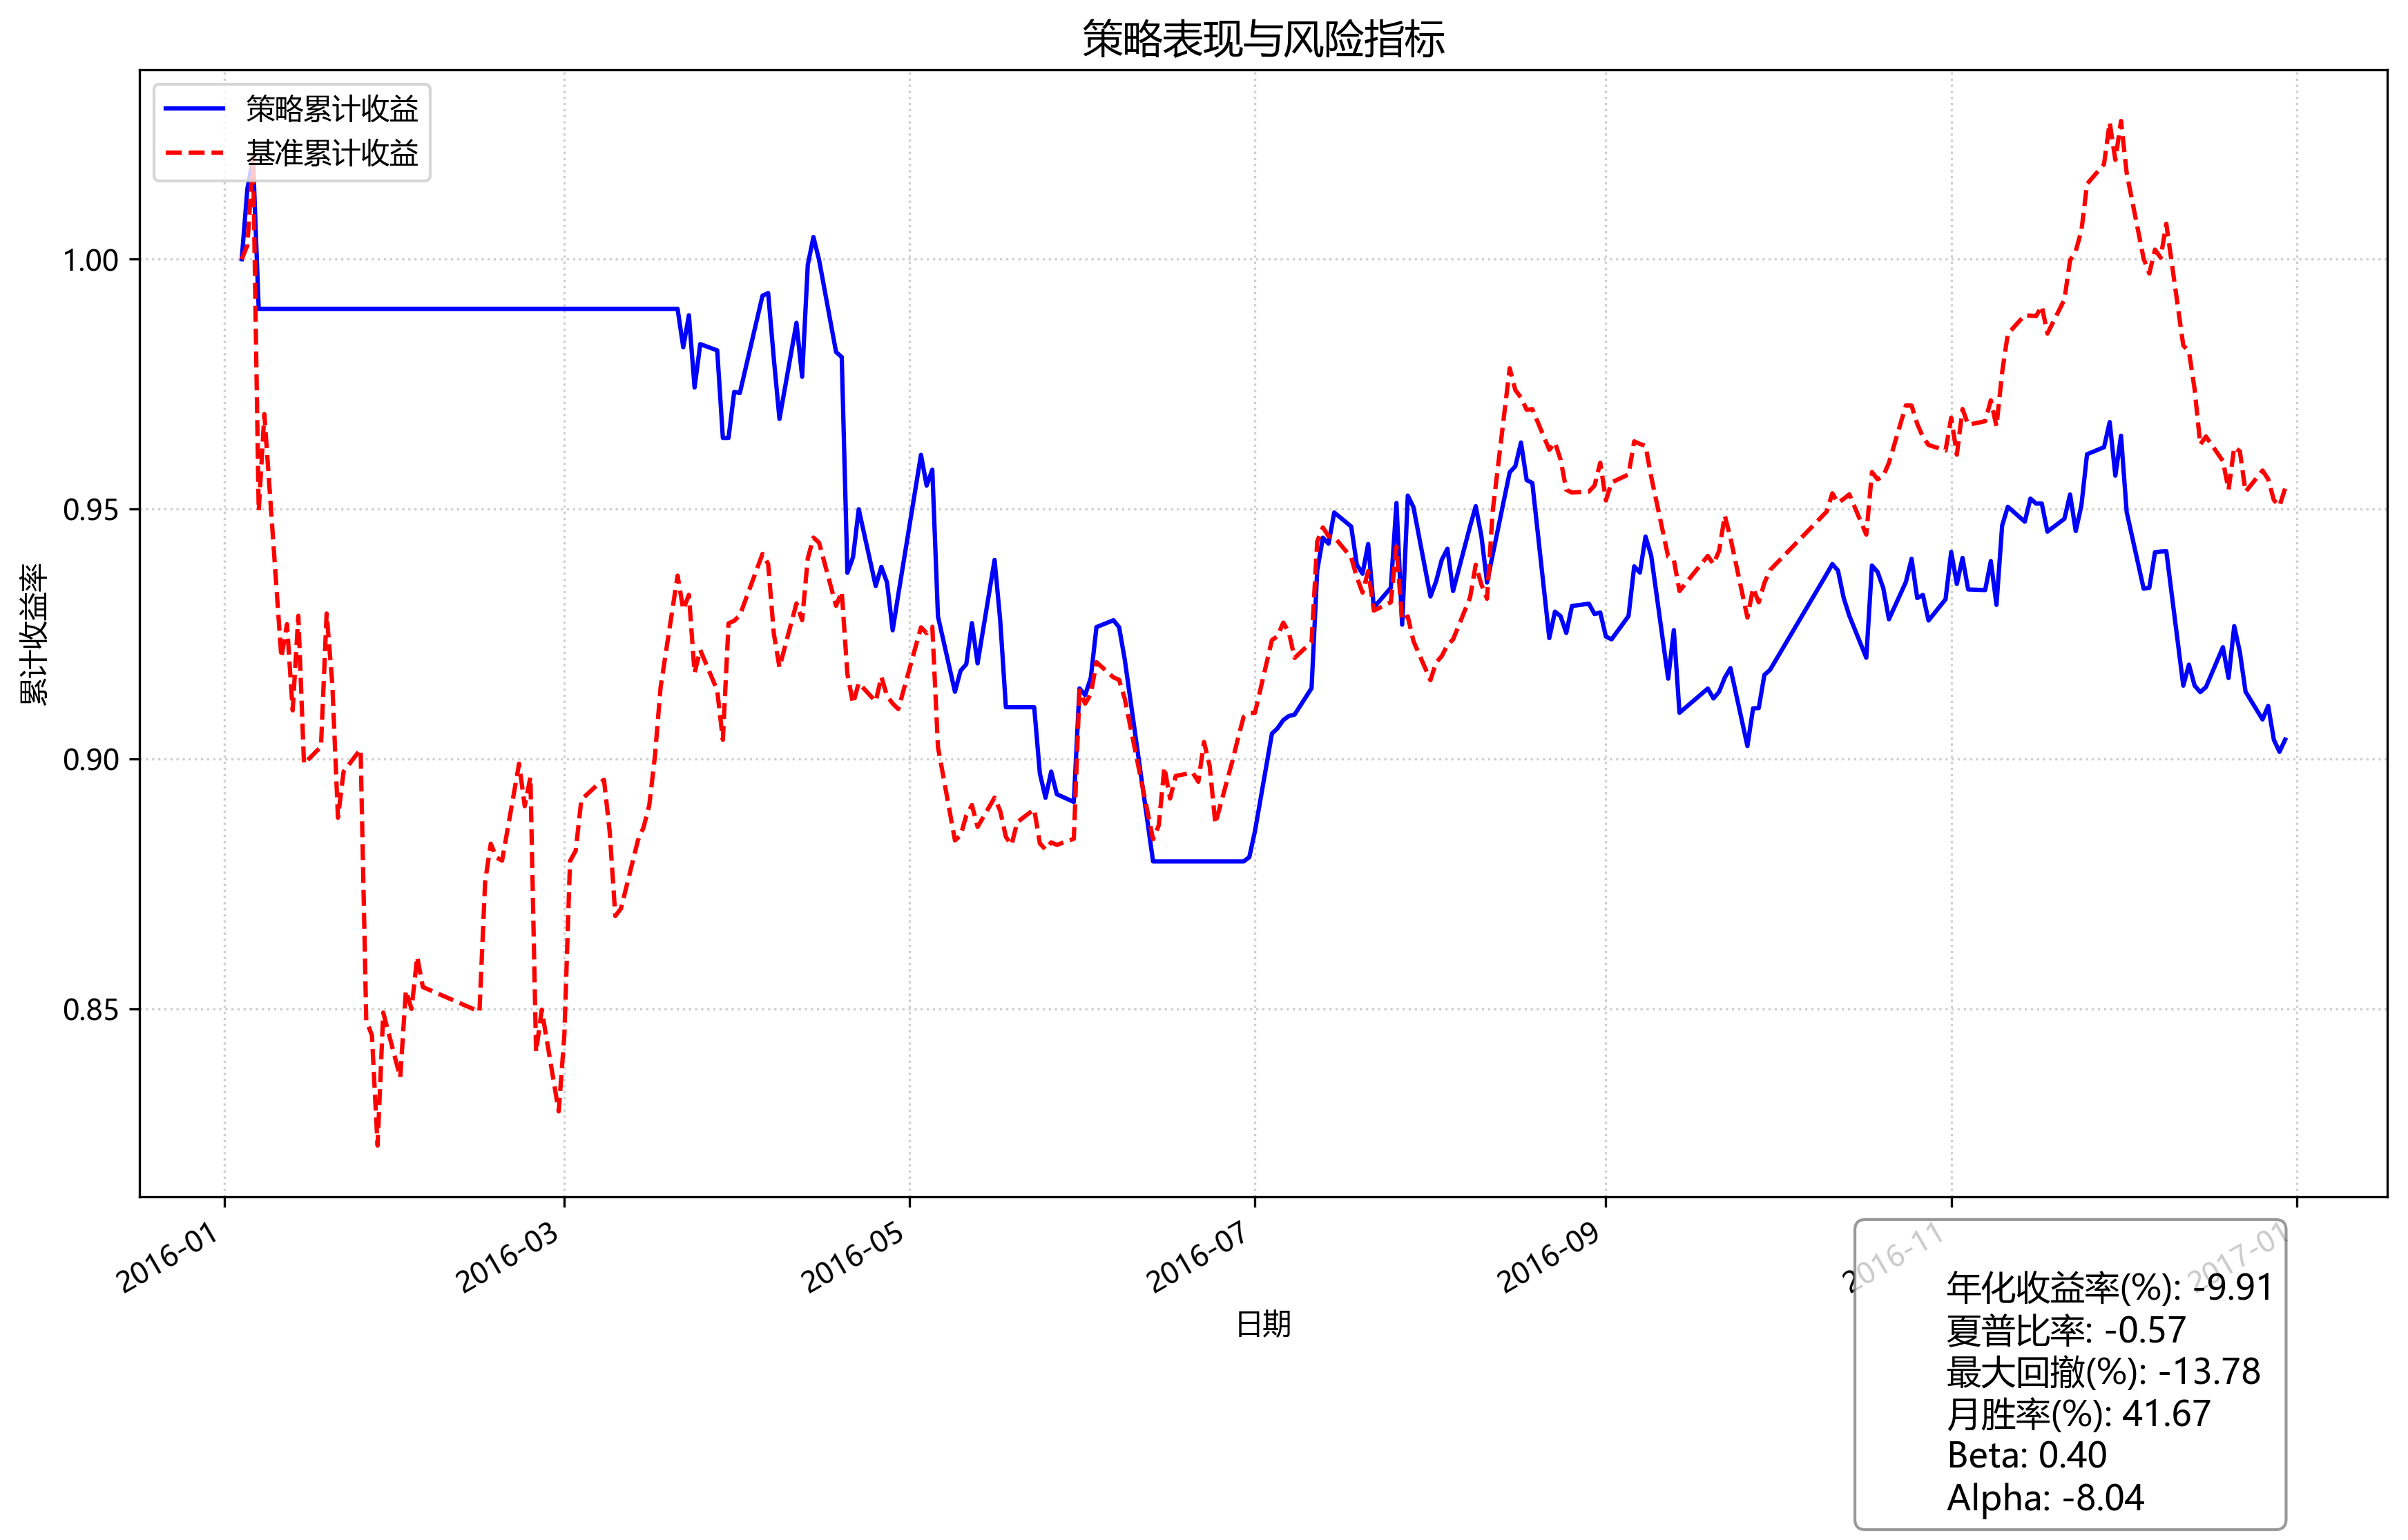 策略表现与风险指标
策略累计收益
基准累计收益
累计收益率
1.00
0.95
0.90
0.85
2016-01
2016-03
2016-05
2016-07
2016-09
2016-11
2017-01
日期
年化收益率(%): -9.91
夏普比率: -0.57
最大回撤(%): -13.78
月胜率(%): 41.67
Beta: 0.40
Alpha: -8.04